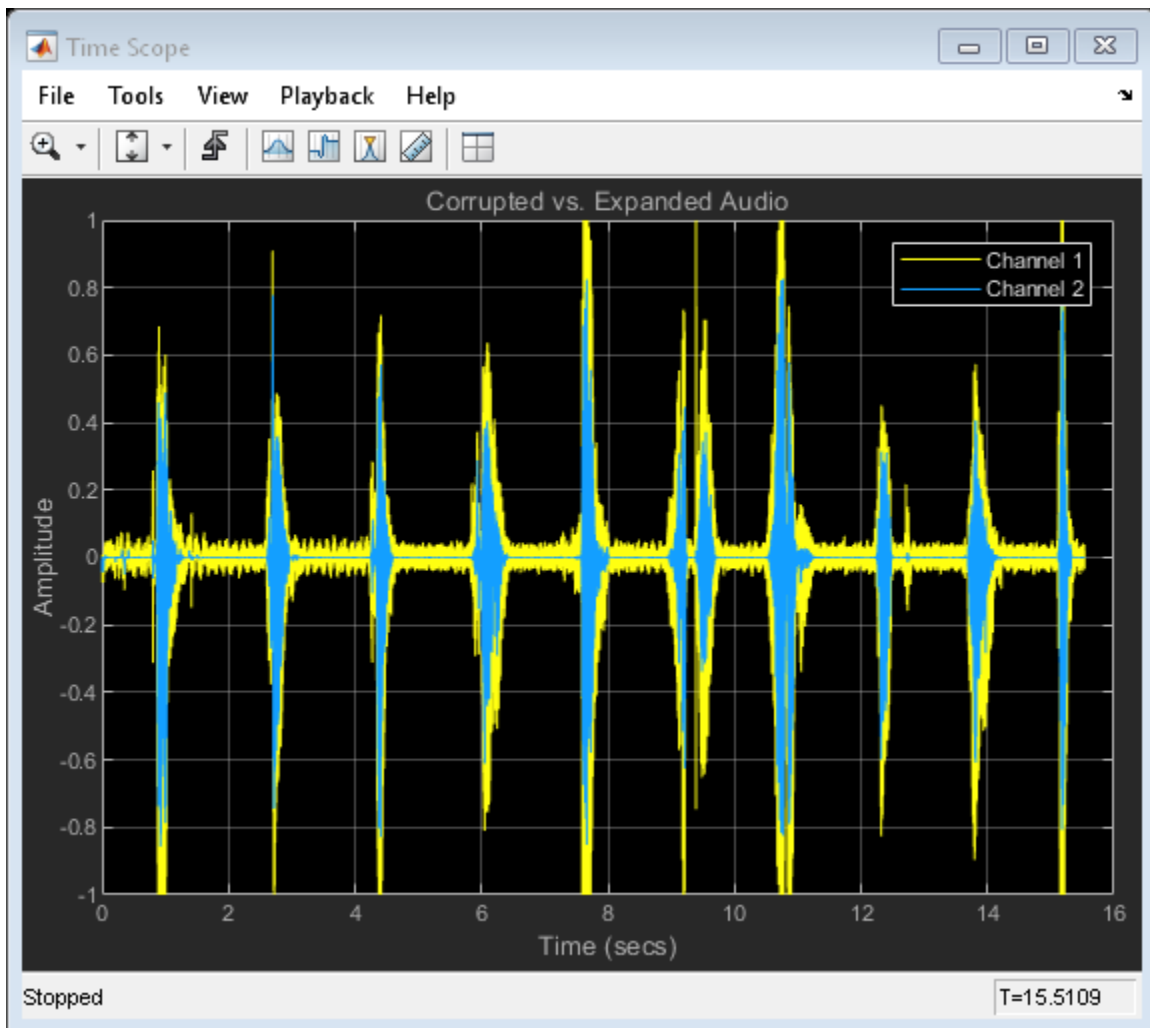 Time Scope
File Tools View Playback Help
Corrupted vs. Expanded Audio
Channel 1
Channel 2
1
0.8
0.6
0.4
0.2
0
-0.2
-0.4
-0.6
-0.8
-1
Amplitude
0 2 4 6 8 10 12 14 16
Time (secs)
Stopped T=15.5109